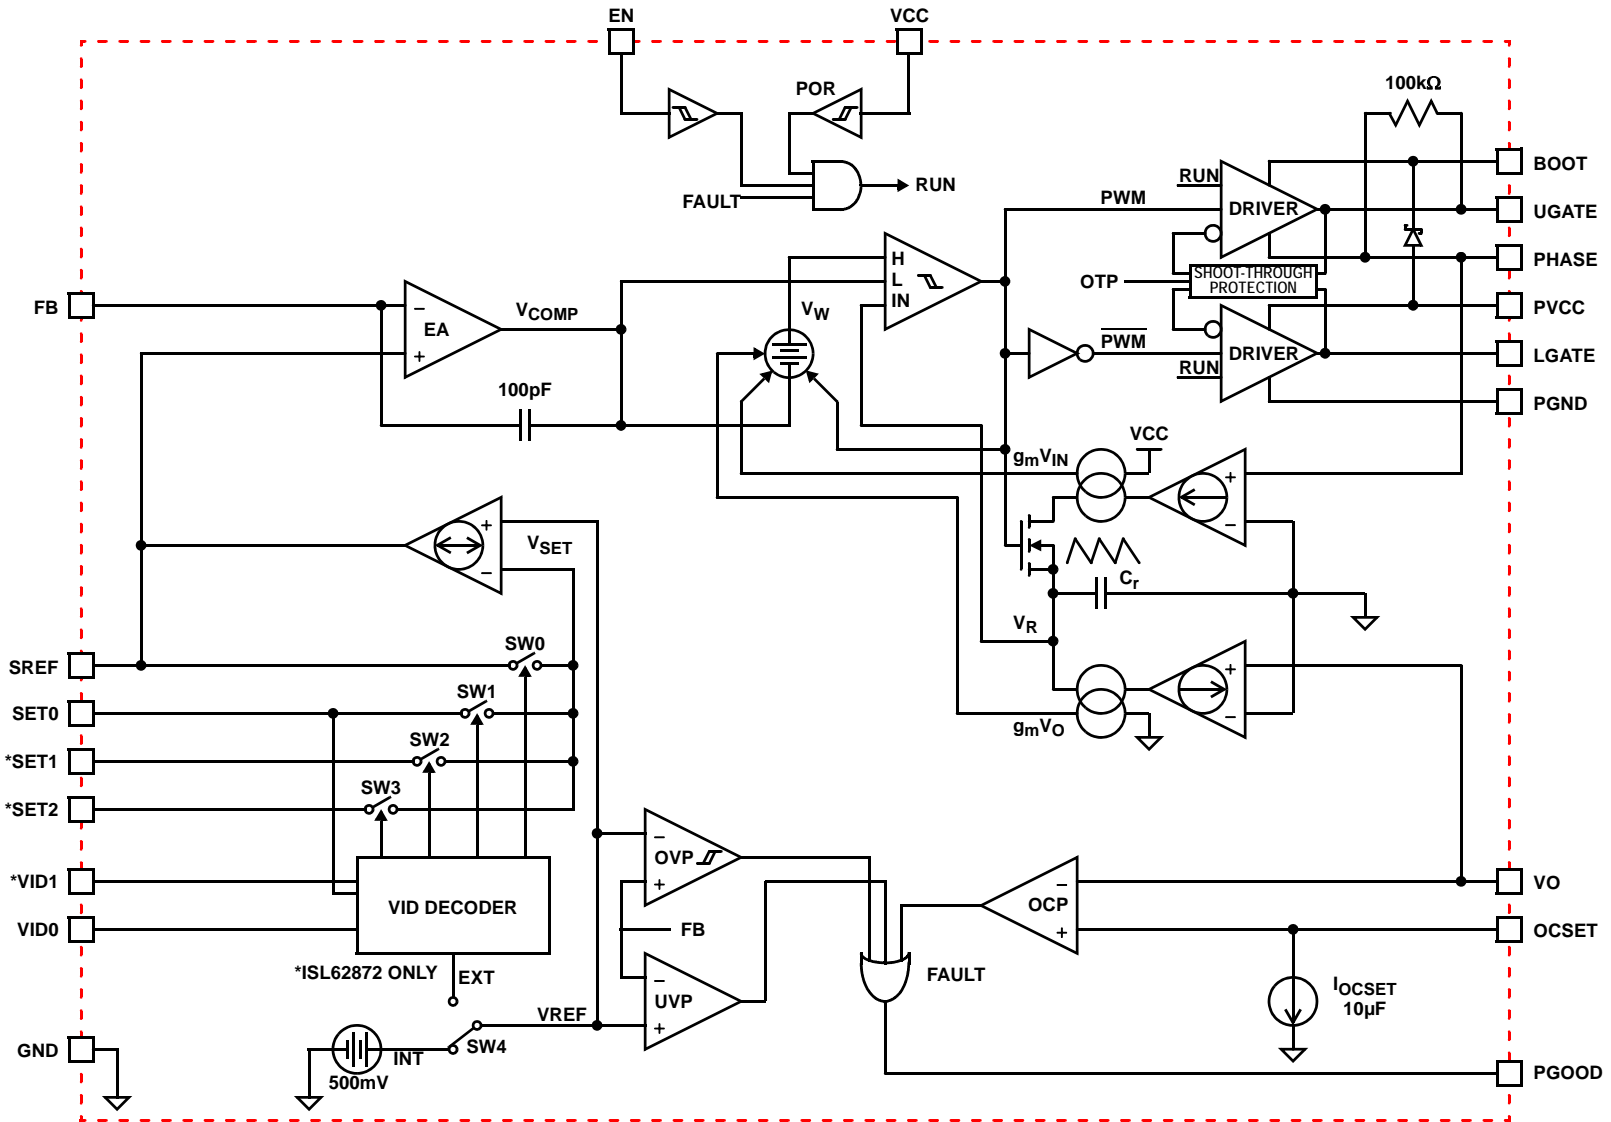 EN
VCC
POR
100kΩ
BOOT
RUN
RUN
FAULT
PWM
DRIVER
UGATE
H
L
IN
PHASE
OTP
SHOOT-THROUGH
PROTECTION
FB
−
EA
+
VCOMP
VW
PVCC
PWM
DRIVER
LGATE
RUN
100pF
PGND
VCC
gmVIN
+
−
+
−
VSET
Cr
VR
SW0
SREF
SW1
SET0
+
−
gmVO
SW2
*SET1
SW3
*SET2
−
OVP
+
*VID1
VID DECODER
−
OCP
+
VO
VID0
FB
OCSET
*ISL62872 ONLY
EXT
FAULT
−
UVP
+
IOCSET
10µF
VREF
SW4
GND
INT
500mV
PGOOD